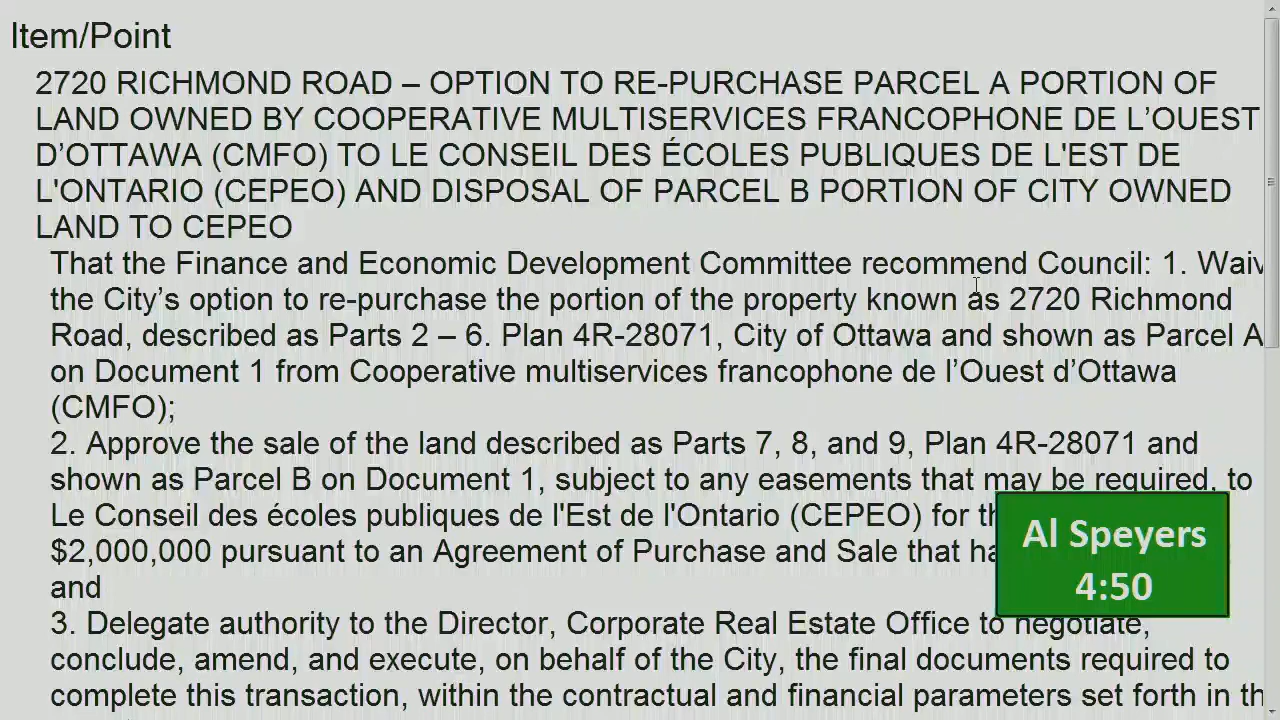 Item/Point
2720 RICHMOND ROAD – OPTION TO RE-PURCHASE PARCEL A PORTION OF
LAND OWNED BY COOPERATIVE MULTISERVICES FRANCOPHONE DE L’OUEST
D’OTTAWA (CMFO) TO LE CONSEIL DES ÉCOLES PUBLIQUES DE L'EST DE
L'ONTARIO (CEPEO) AND DISPOSAL OF PARCEL B PORTION OF CITY OWNED
LAND TO CEPEO
That the Finance and Economic Development Committee recommend Council: 1. Waiv
the City’s option to re-purchase the portion of the property known as 2720 Richmond
Road, described as Parts 2 – 6. Plan 4R-28071, City of Ottawa and shown as Parcel A
on Document 1 from Cooperative multiservices francophone de l’Ouest d’Ottawa
(CMFO);
2. Approve the sale of the land described as Parts 7, 8, and 9, Plan 4R-28071 and
shown as Parcel B on Document 1, subject to any easements that may be required, to
Le Conseil des écoles publiques de l'Est de l'Ontario (CEPEO) for
$2,000,000 pursuant to an Agreement of Purchase and Sale that
and
3. Delegate authority to the Director, Corporate Real Estate Office to negotiate,
conclude, amend, and execute, on behalf of the City, the final documents required to
complete this transaction, within the contractual and financial parameters set forth in th
Al Speyers
4:50